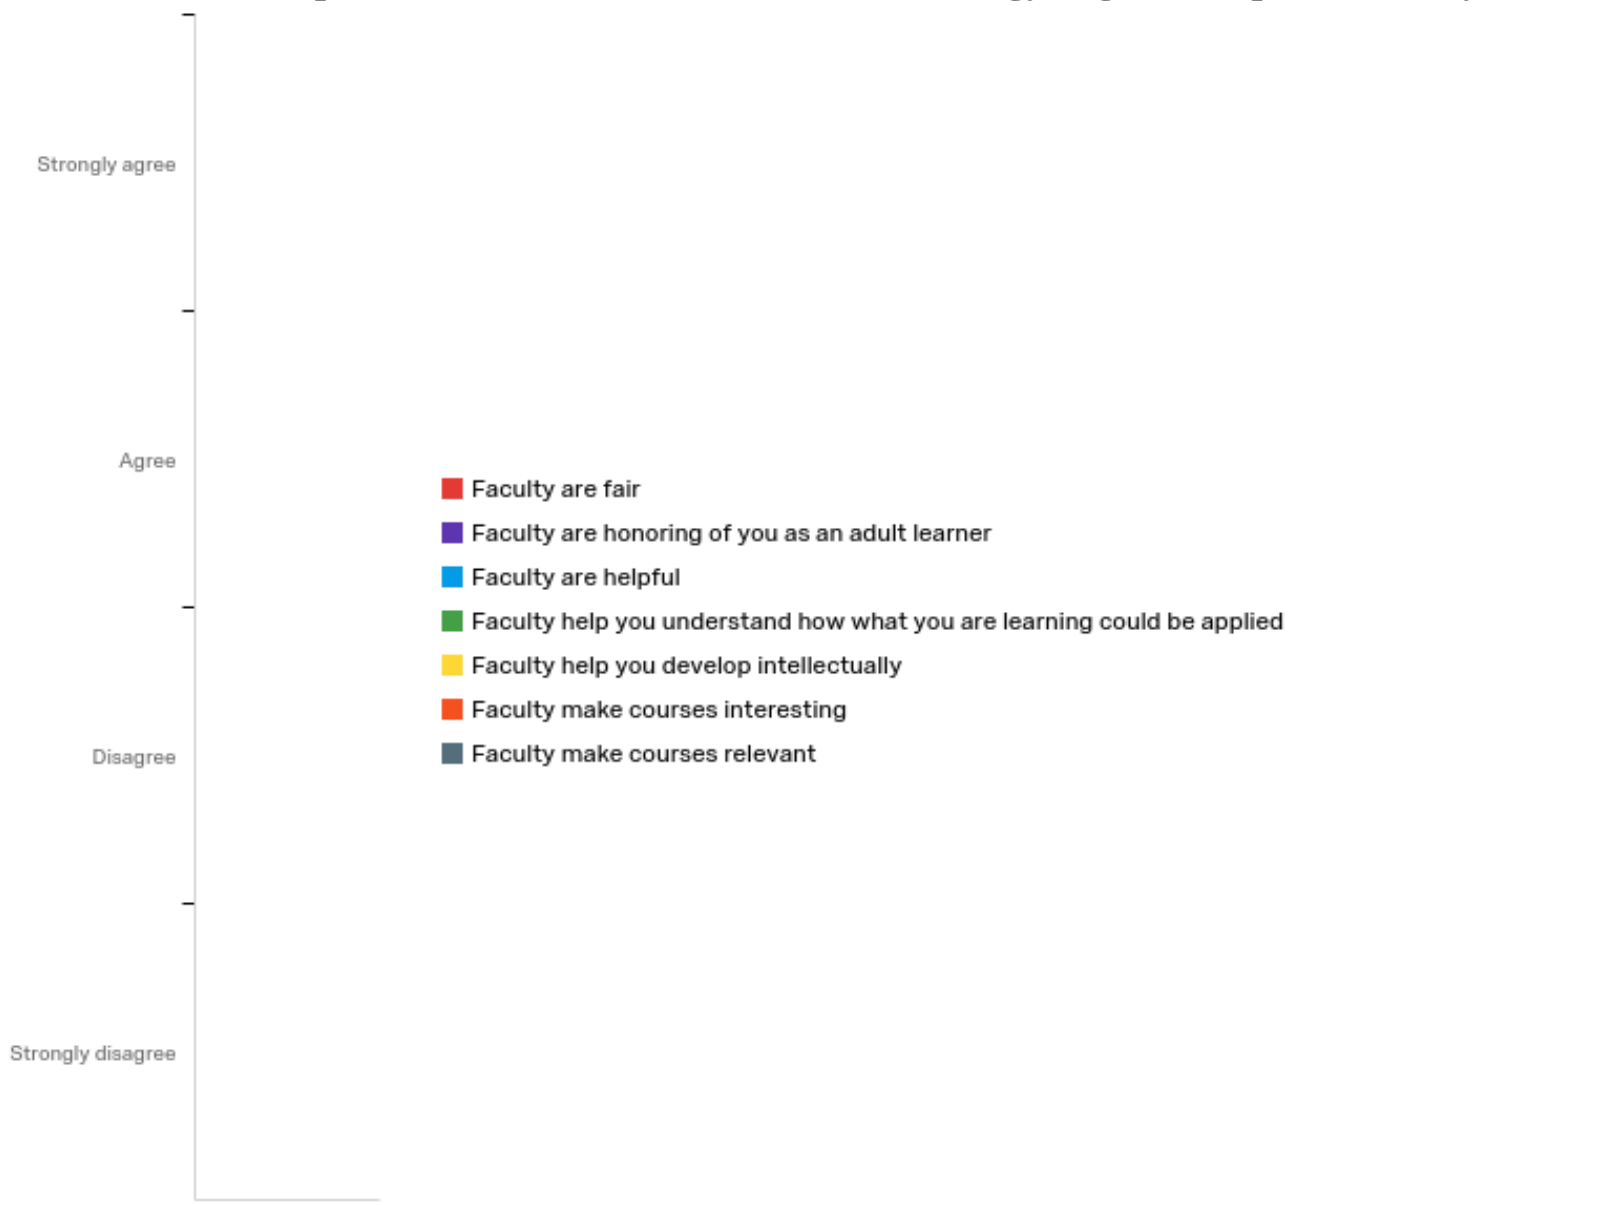 Strongly agree
Agree
Faculty are fair
Faculty are honoring of you as an adult learner
Faculty are helpful
Faculty help you understand how what you are learning could be applied
Faculty help you develop intellectually
Faculty make courses interesting
Disagree
Faculty make courses relevant
Strongly disagree